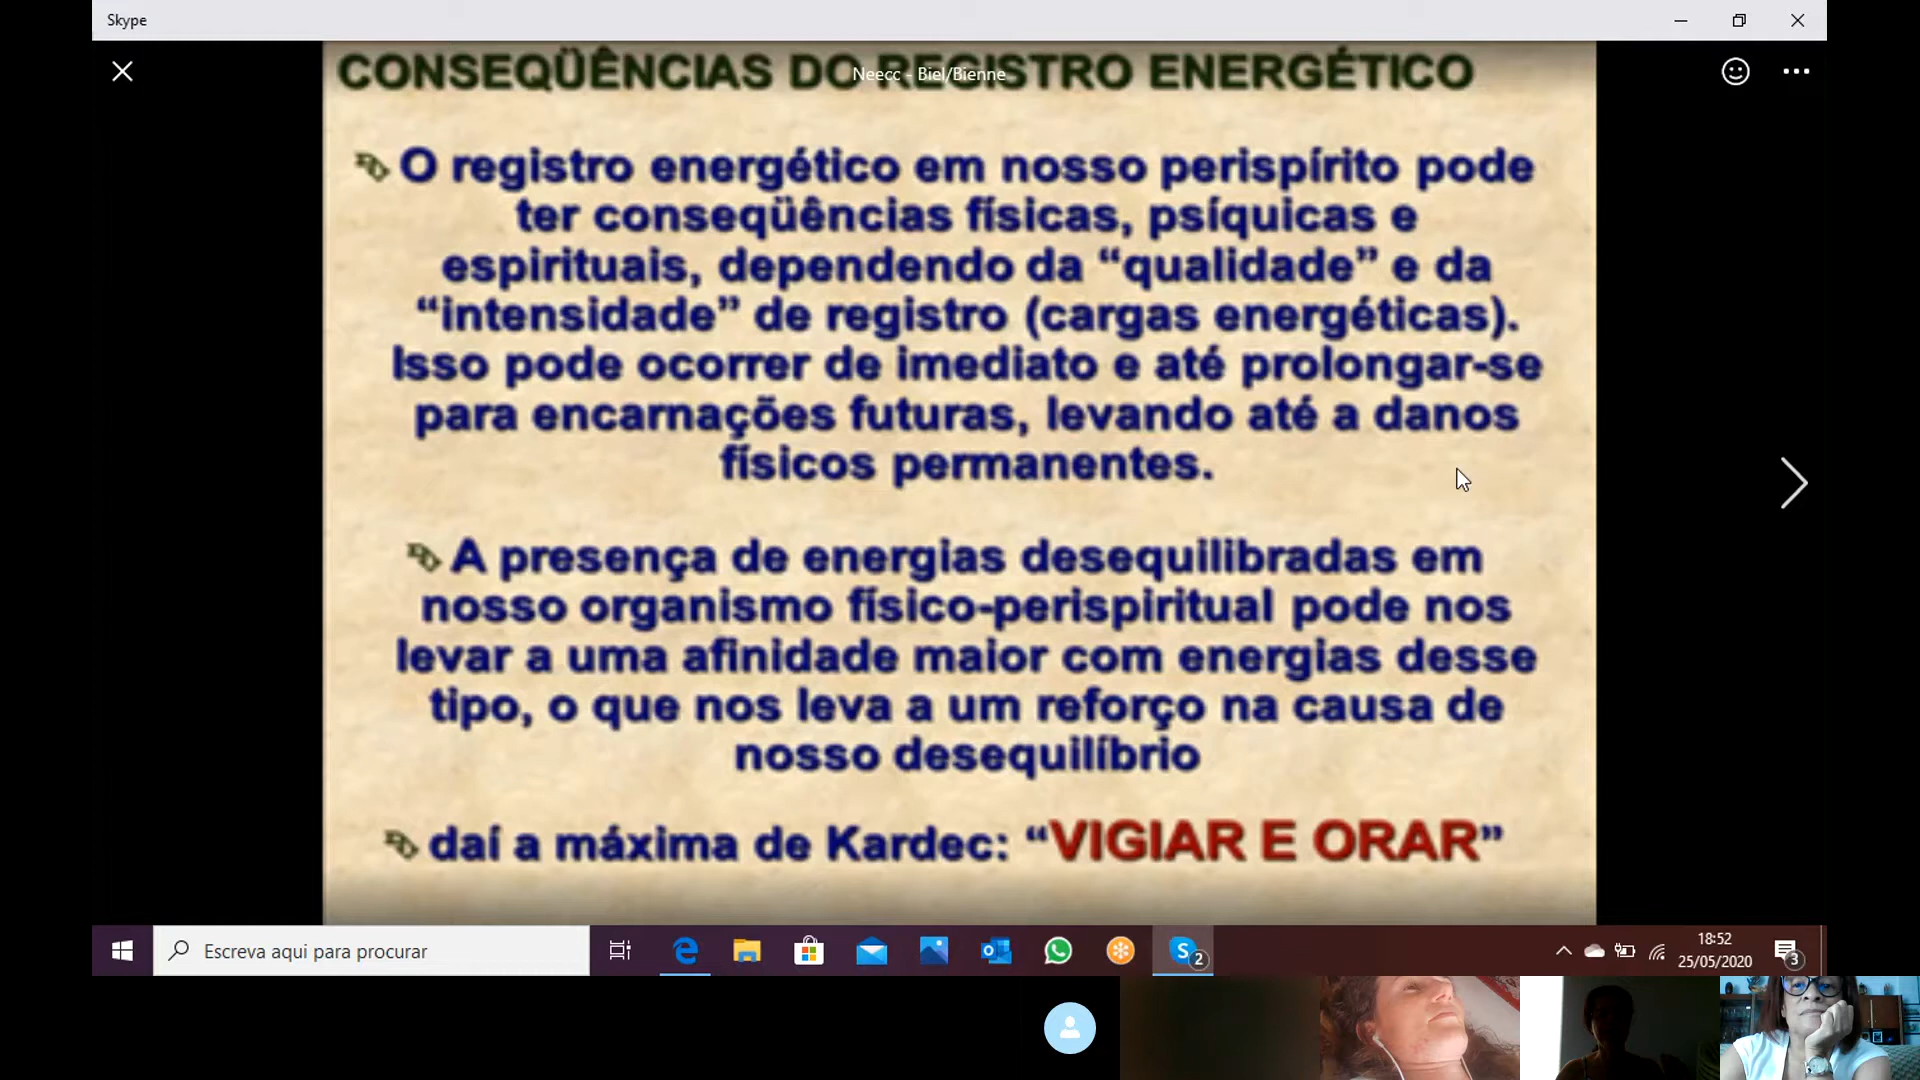 Skype
CONSEQÜÊNCIAS DO REGISTRO ENERGÉTICO
Neecc - Biel/Bienne
O registro energético em nosso perispírito pode
ter conseqüências físicas, psíquicas e
espirituais, dependendo da “qualidade” e da
“intensidade” de registro (cargas energéticas).
Isso pode ocorrer de imediato e até prolongar-se
para encarnações futuras, levando até a danos
físicos permanentes.
A presença de energias desequilibradas em
nosso organismo físico-perispiritual pode nos
levar a uma afinidade maior com energias desse
tipo, o que nos leva a um reforço na causa de
nosso desequilíbrio
daí a máxima de Kardec: “VIGIAR E ORAR”
Escreva aqui para procurar
S 2
18:52
25/05/2020
3